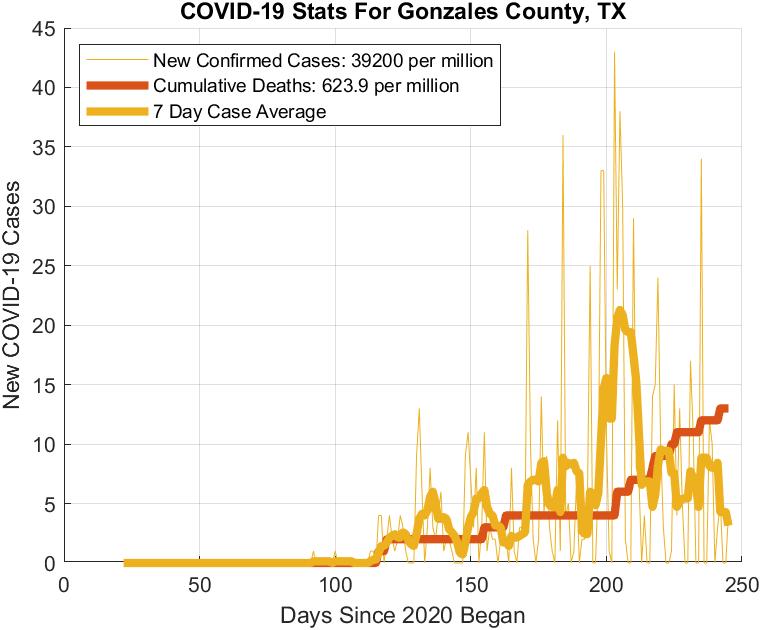 COVID-19 Stats For Gonzales County, TX
New Confirmed Cases: 39200 per million
Cumulative Deaths: 623.9 per million
7 Day Case Average
New COVID-19 Cases
45
40
35
30
25
20
15
10
5
0
0 50 100 150 200 250
Days Since 2020 Began